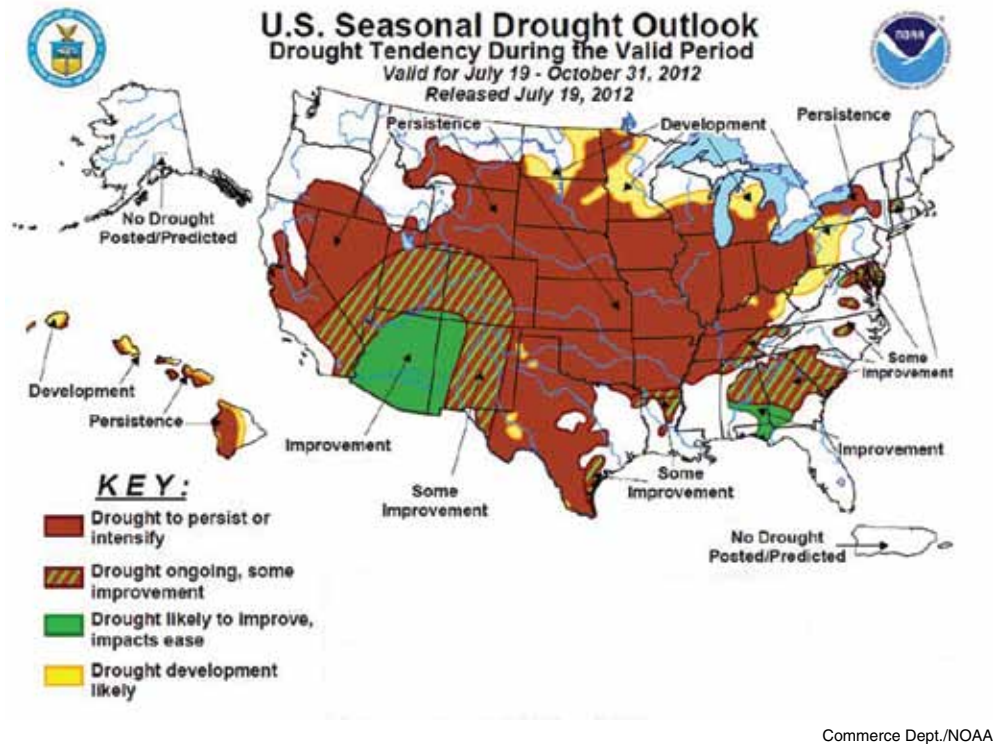 U.S. Seasonal Drought Outlook
Drought Tendency During the Valid Period
Valid for July 19 - October 31, 2012
Released July 19, 2012
NOAA
Persistence
Development
Persistence
No Drought
Posted/Predicted
Development
Persistence
Improvement
Some
Improvement
Some
Improvement
Some
Improvement
Improvement
No Drought
Posted/Predicted
KEY:
Drought to persist or
intensify
Drought ongoing, some
improvement
Drought likely to improve,
impacts ease
Drought development
likely
Commerce Dept./NOAA